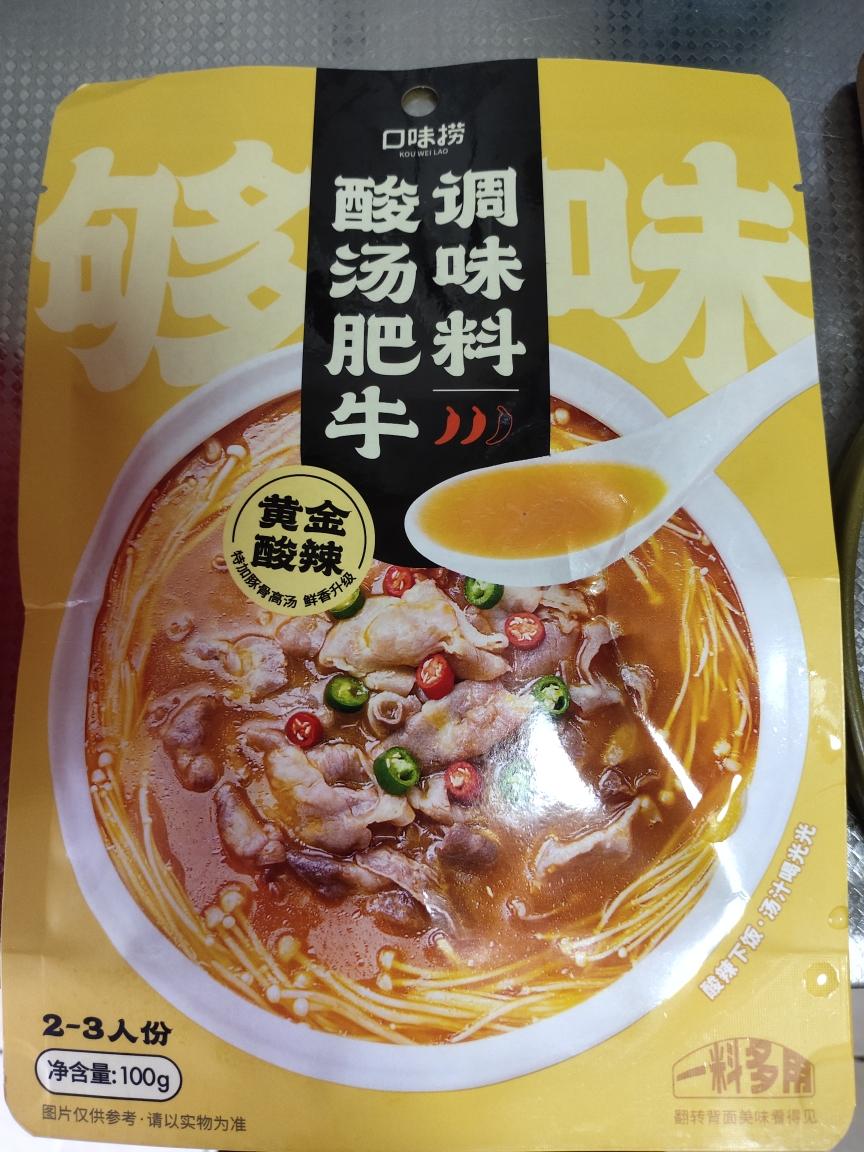 口味捞
KOU WEI LAO
够 口味
酸汤肥牛
调味料
黄金
酸辣
特加豚骨高汤 鲜香升级
酸辣下饭·汤汁喝光光
2-3人份
净含量:100g
图片仅供参考·请以实物为准
一料多用
翻转背面美味看得见